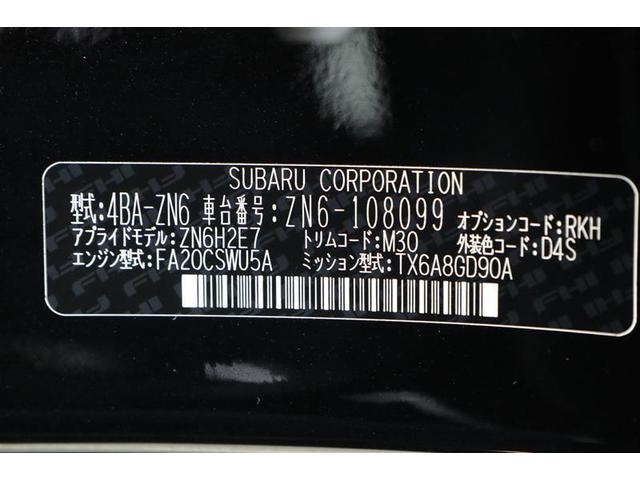 SUBARU CORPORATION
型式:4BA-ZN6 車台番号:ZN6-108099 オプションコード:RKH
アプライドモデル:ZN6H2E7 トリムコード:M30 外装色コード:D4S
エンジン型式:FA20CSWU5A ミッション型式:TX6A8GD90A